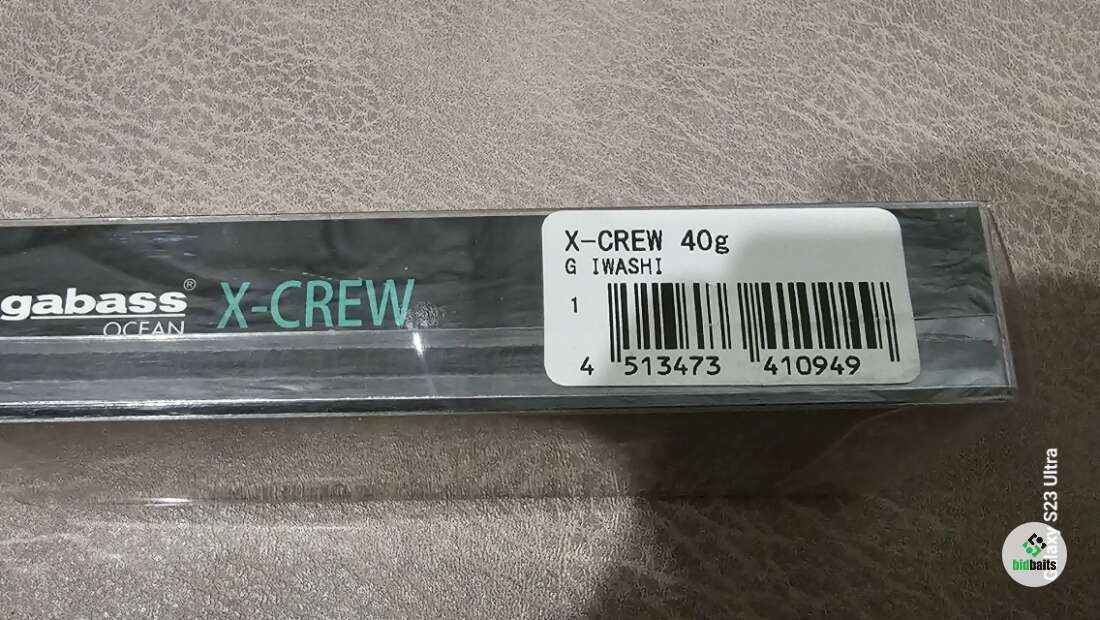 gabass®
OCEAN
X-CREW
X-CREW 40g
G IWASHI
1
4 513473 410949
Galaxy S23 Ultra
bidbaits